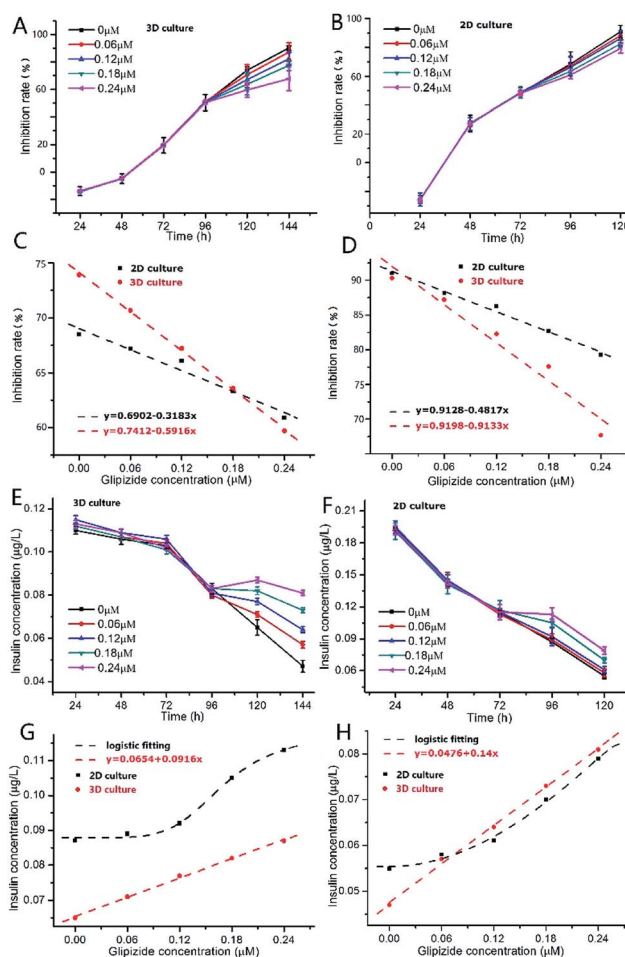 A
3D culture
0μM
0.06μM
0.12μM
0.18μM
0.24μM
Inhibition rate (%)
100
60
20
0
24 48 72 96 120 144
Time (h)
B
2D culture
0μM
0.06μM
0.12μM
0.18μM
0.24μM
Inhibition rate (%)
100
80
60
40
20
0
0 24 48 72 96 120
Time (h)
C
2D culture
3D culture
y=0.6902-0.3183x
y=0.7412-0.5916x
Inhibition rate (%)
75
70
65
60
0.00 0.06 0.12 0.18 0.24
Glipizide concentration (μM)
D
2D culture
3D culture
y=0.9128-0.4817x
y=0.9198-0.9133x
Inhibition rate (%)
90
85
80
75
70
0.00 0.06 0.12 0.18 0.24
Glipizide concentration (μM)
E
3D culture
0μM
0.06μM
0.12μM
0.18μM
0.24μM
Insulin concentration (μg/L)
0.12
0.10
0.08
0.06
0.04
24 48 72 96 120 144
Time (h)
F
2D culture
0μM
0.06μM
0.12μM
0.18μM
0.24μM
Insulin concentration (μg/L)
0.21
0.18
0.15
0.12
0.09
0.06
24 48 72 96 120
Time (h)
G
logistic fitting
y=0.0654+0.0916x
2D culture
3D culture
Insulin concentration (μg/L)
0.11
0.10
0.09
0.08
0.07
0.00 0.06 0.12 0.18 0.24
Glipizide concentration (μM)
H
logistic fitting
y=0.0476+0.14x
2D culture
3D culture
Insulin concentration (μg/L)
0.08
0.07
0.06
0.05
0.00 0.06 0.12 0.18 0.24
Glipizide concentration (μM)